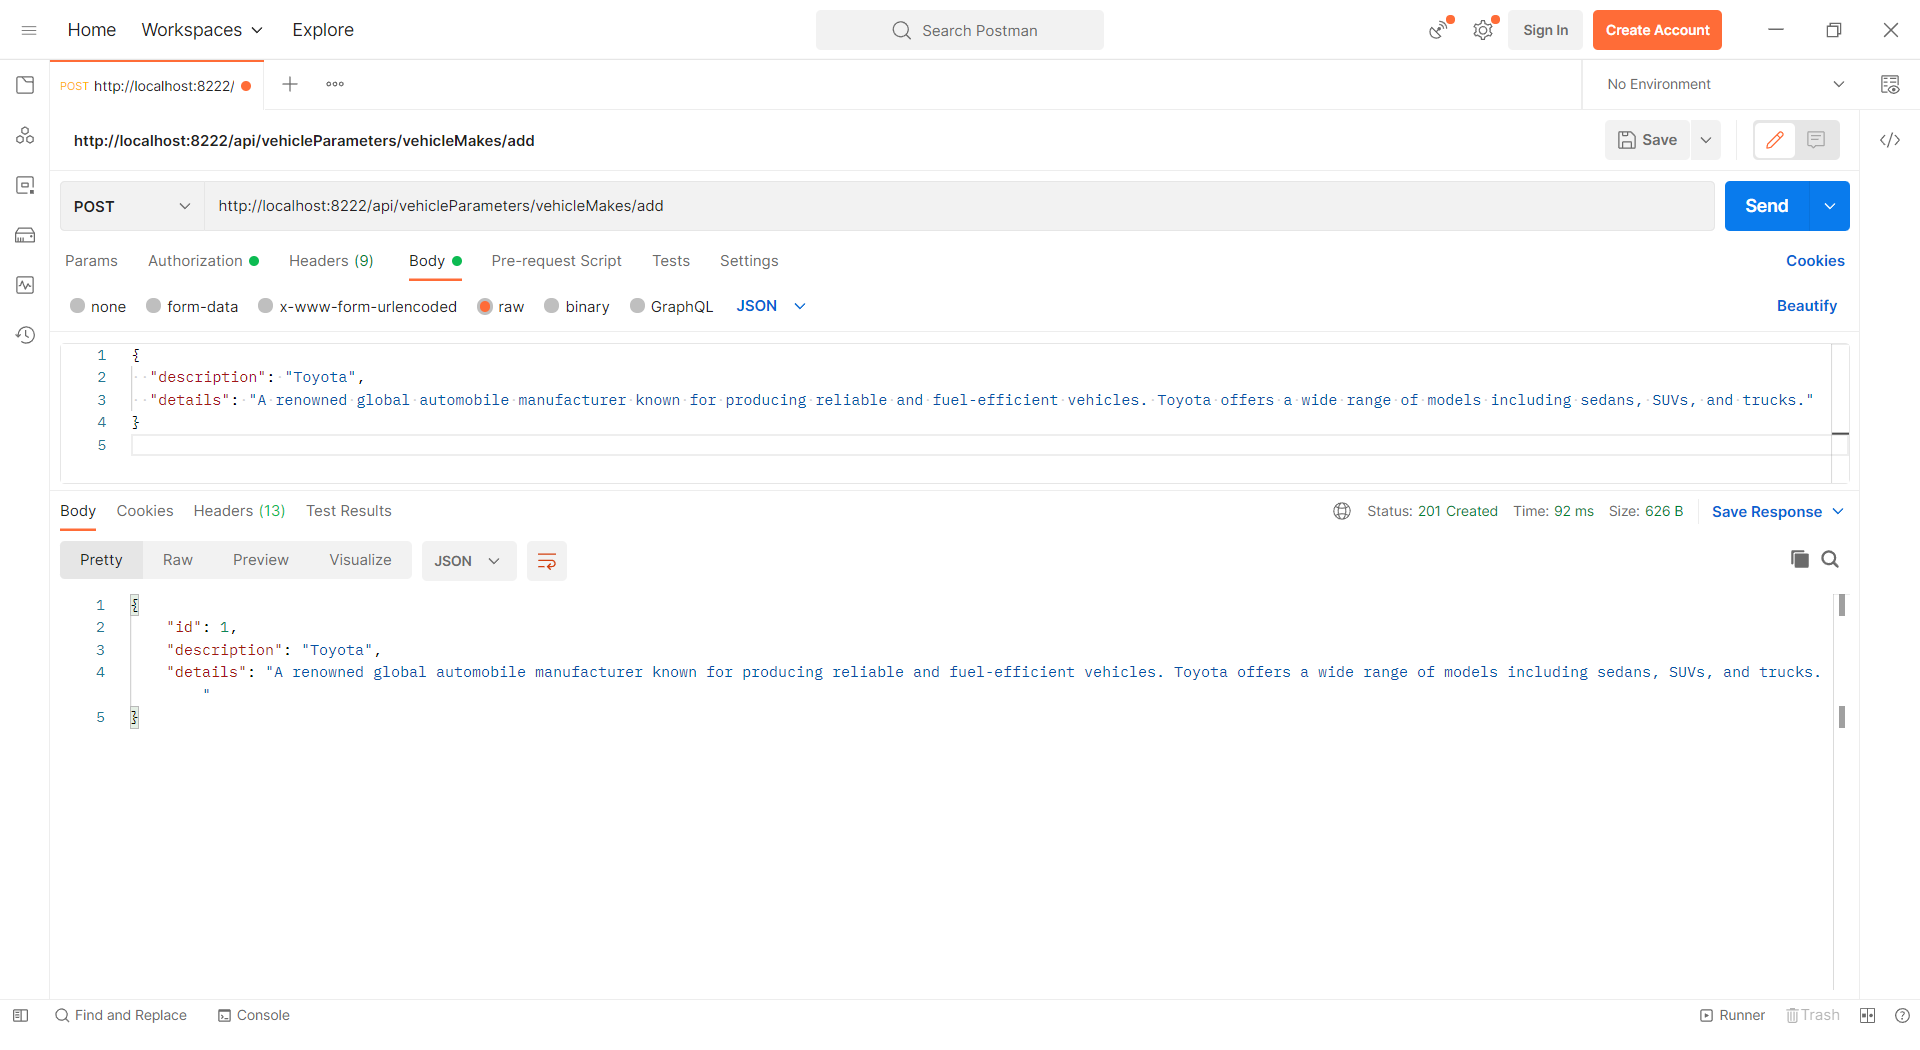 Home Workspaces Explore Search Postman Sign In Create Account
POST http://localhost:8222/ No Environment
http://localhost:8222/api/vehicleParameters/vehicleMakes/add Save
POST http://localhost:8222/api/vehicleParameters/vehicleMakes/add Send
Params Authorization Headers (9) Body Pre-request Script Tests Settings Cookies
none form-data x-www-form-urlencoded raw binary GraphQL JSON Beautify
1 {
2 "description": "Toyota",
3 "details": "A renowned global automobile manufacturer known for producing reliable and fuel-efficient vehicles. Toyota offers a wide range of models including sedans, SUVs, and trucks."
4 }
5
Body Cookies Headers (13) Test Results Status: 201 Created Time: 92 ms Size: 626 B Save Response
Pretty Raw Preview Visualize JSON
1 {
2 "id": 1,
3 "description": "Toyota",
4 "details": "A renowned global automobile manufacturer known for producing reliable and fuel-efficient vehicles. Toyota offers a wide range of models including sedans, SUVs, and trucks.
"
5 }
Find and Replace Console Runner Trash